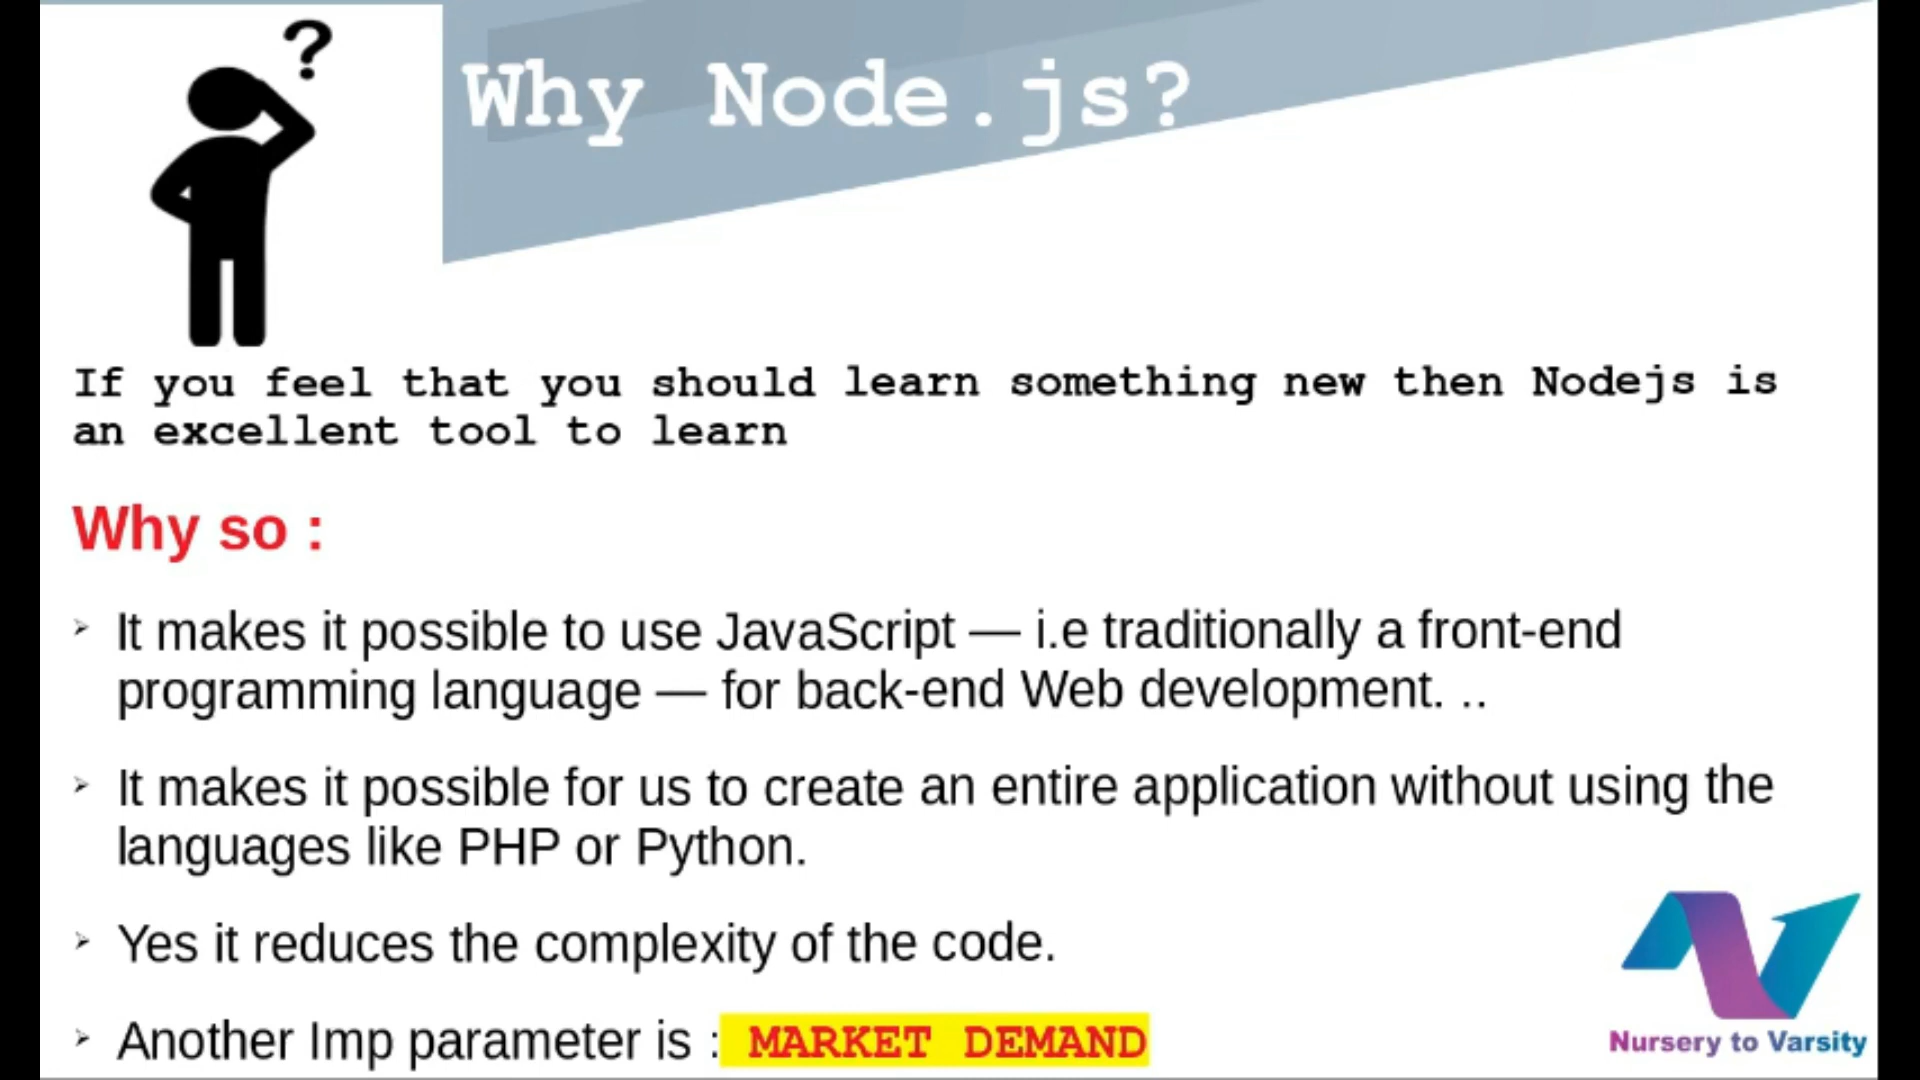 ?
Why Node.js?
If you feel that you should learn something new then Nodejs is
an excellent tool to learn
Why so :
It makes it possible to use JavaScript — i.e traditionally a front-end
programming language — for back-end Web development. ..
It makes it possible for us to create an entire application without using the
languages like PHP or Python.
Yes it reduces the complexity of the code.
Another Imp parameter is : MARKET DEMAND
Nursery to Varsity